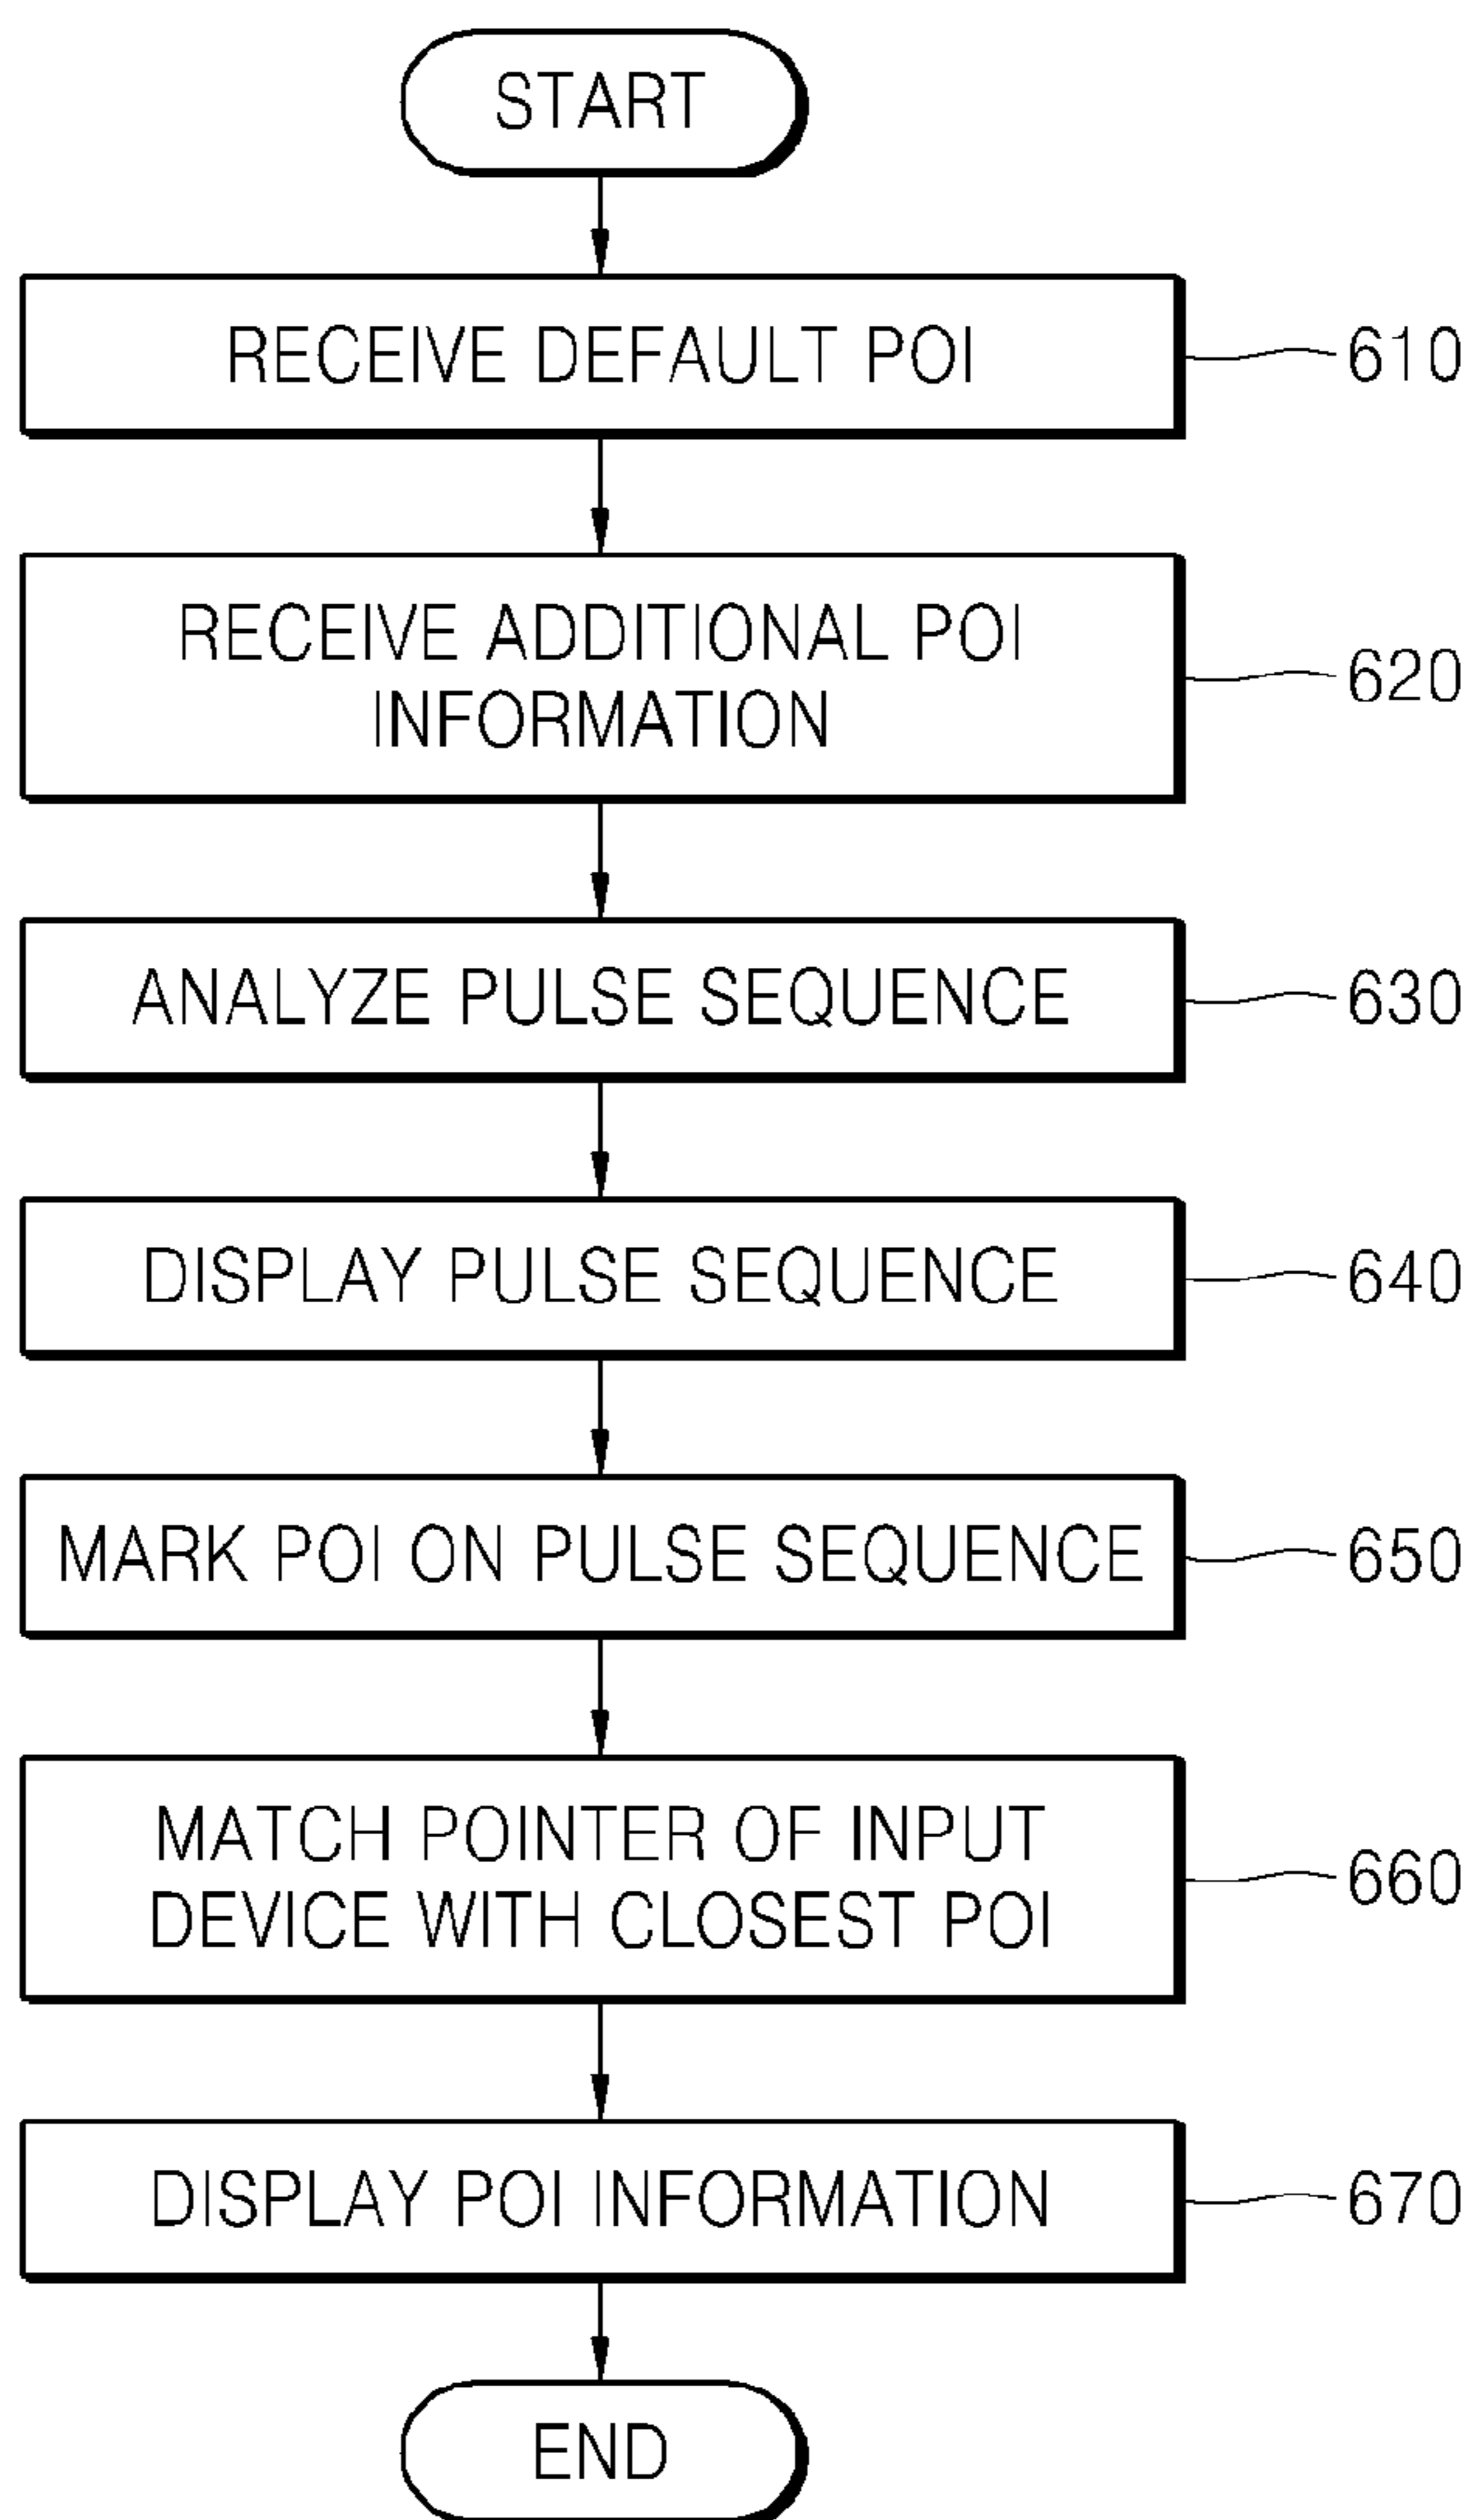 START
RECEIVE DEFAULT POI
610
RECEIVE ADDITIONAL POI
INFORMATION
620
ANALYZE PULSE SEQUENCE
630
DISPLAY PULSE SEQUENCE
640
MARK POI ON PULSE SEQUENCE
650
MATCH POINTER OF INPUT
DEVICE WITH CLOSEST POI
660
DISPLAY POI INFORMATION
670
END